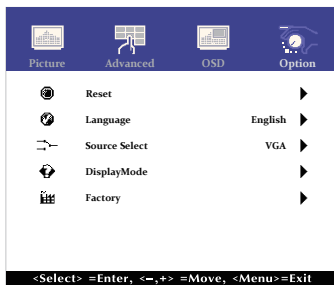 Picture Advanced OSD Option
Reset
Language English
Source Select VGA
DisplayMode
Factory
<Select> =Enter, <–,+> =Move, <Menu>=Exit